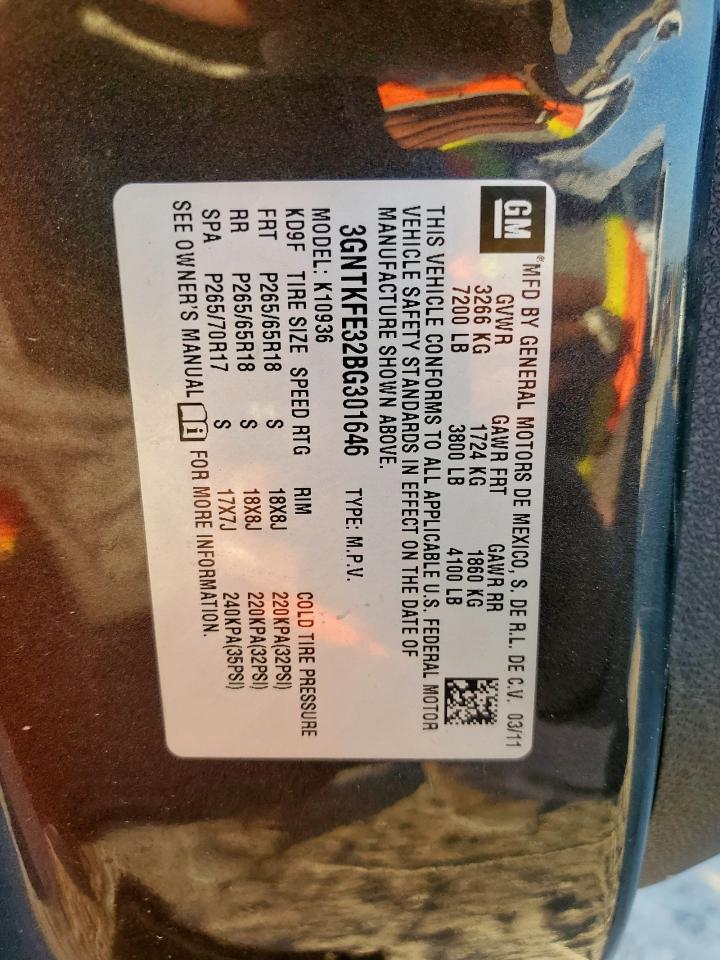 GM ® MFD BY GENERAL MOTORS DE MEXICO, S. DE R.L. DE C.V. 03/11
GVWR GAWR FRT GAWR RR
3266 KG 1724 KG 1860 KG
7200 LB 3800 LB 4100 LB
THIS VEHICLE CONFORMS TO ALL APPLICABLE U.S. FEDERAL MOTOR
VEHICLE SAFETY STANDARDS IN EFFECT ON THE DATE OF
MANUFACTURE SHOWN ABOVE.
3GNTKFE32BG301646 TYPE: M.P.V.
MODEL: K10936
KD9F TIRE SIZE SPEED RTG RIM COLD TIRE PRESSURE
FRT P265/65R18 S 18X8J 220KPA(32PSI)
RR P265/65R18 S 18X8J 220KPA(32PSI)
SPA P265/70R17 S 17X7J 240KPA(35PSI)
SEE OWNER'S MANUAL i FOR MORE INFORMATION.